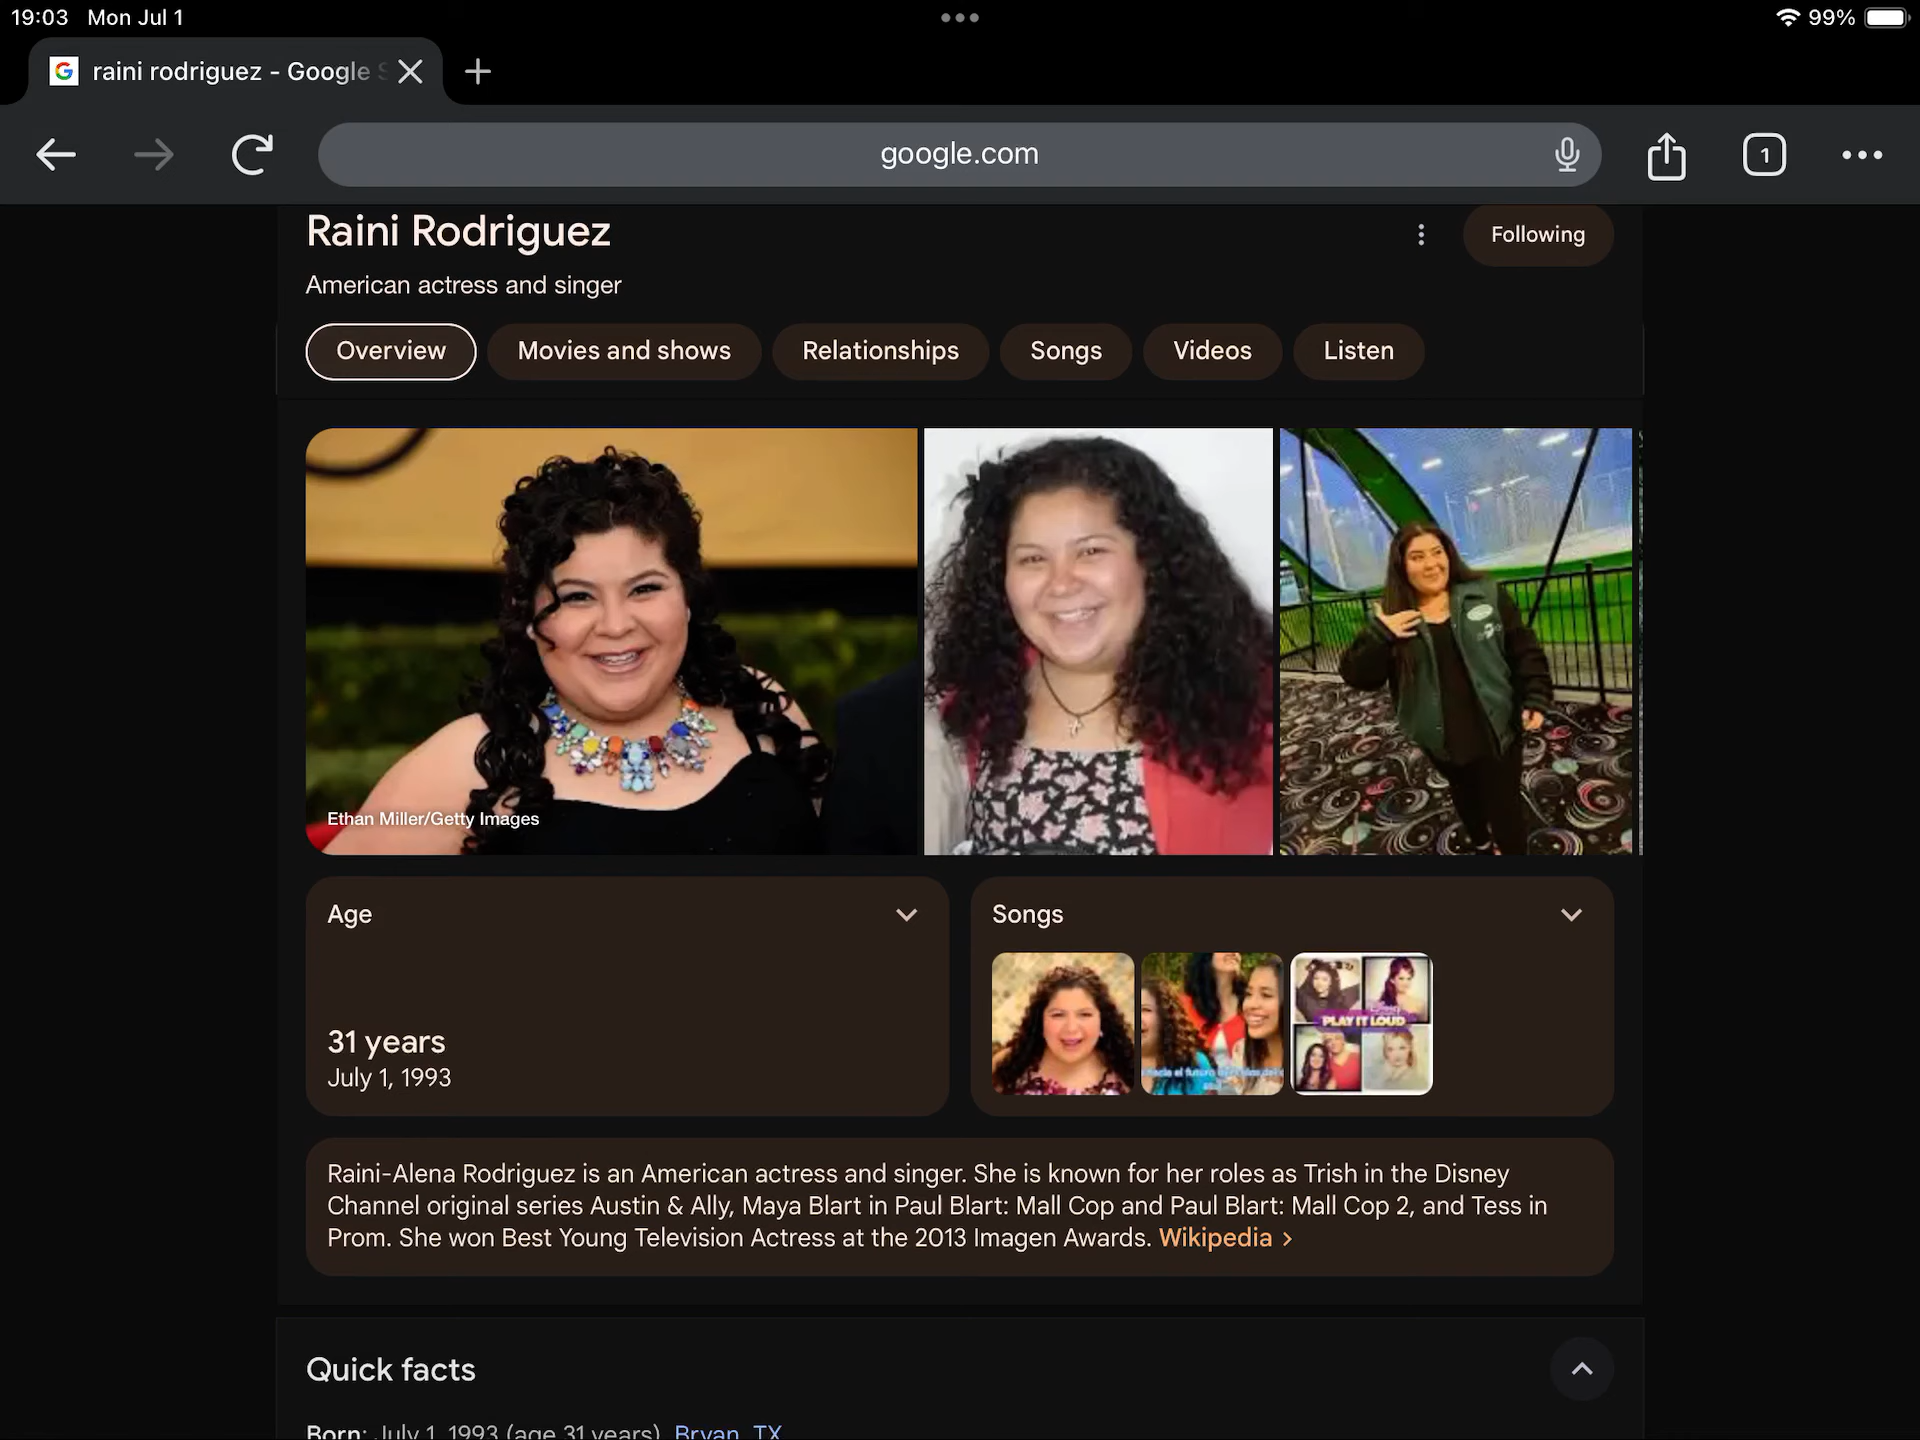 19:03 Mon Jul 1
99%
raini rodriguez - Google
google.com
1
Raini Rodriguez
Following
American actress and singer
Overview
Movies and shows
Relationships
Songs
Videos
Listen
Ethan Miller/Getty Images
Age
31 years
July 1, 1993
Songs
PLAY IT LOUD
Raini-Alena Rodriguez is an American actress and singer. She is known for her roles as Trish in the Disney
Channel original series Austin & Ally, Maya Blart in Paul Blart: Mall Cop and Paul Blart: Mall Cop 2, and Tess in
Prom. She won Best Young Television Actress at the 2013 Imagen Awards. Wikipedia
Quick facts
Born: July 1, 1993 (age 31 years), Bryan, TX